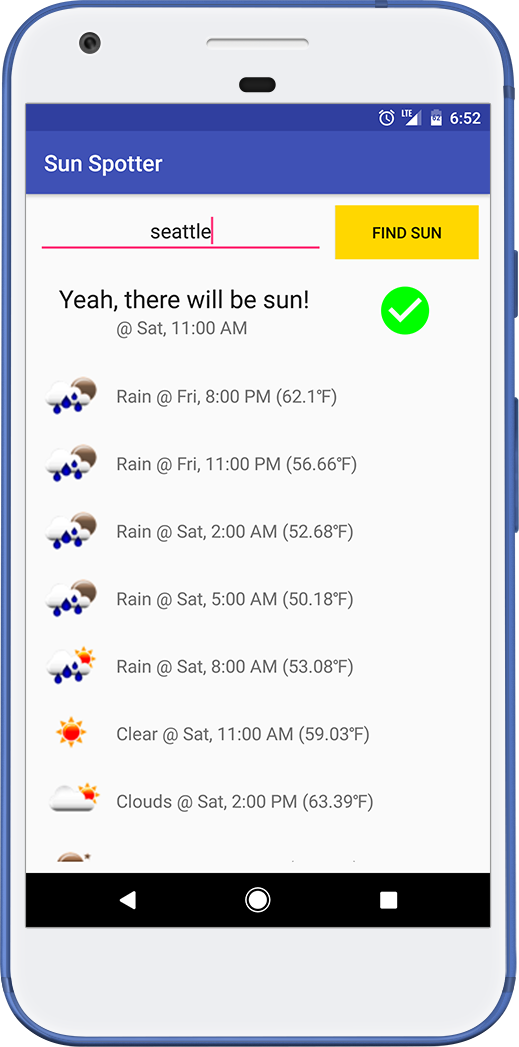 LTE 62 6:52
Sun Spotter
seattle FIND SUN
Yeah, there will be sun!
@ Sat, 11:00 AM
Rain @ Fri, 8:00 PM (62.1°F)
Rain @ Fri, 11:00 PM (56.66°F)
Rain @ Sat, 2:00 AM (52.68°F)
Rain @ Sat, 5:00 AM (50.18°F)
Rain @ Sat, 8:00 AM (53.08°F)
Clear @ Sat, 11:00 AM (59.03°F)
Clouds @ Sat, 2:00 PM (63.39°F)